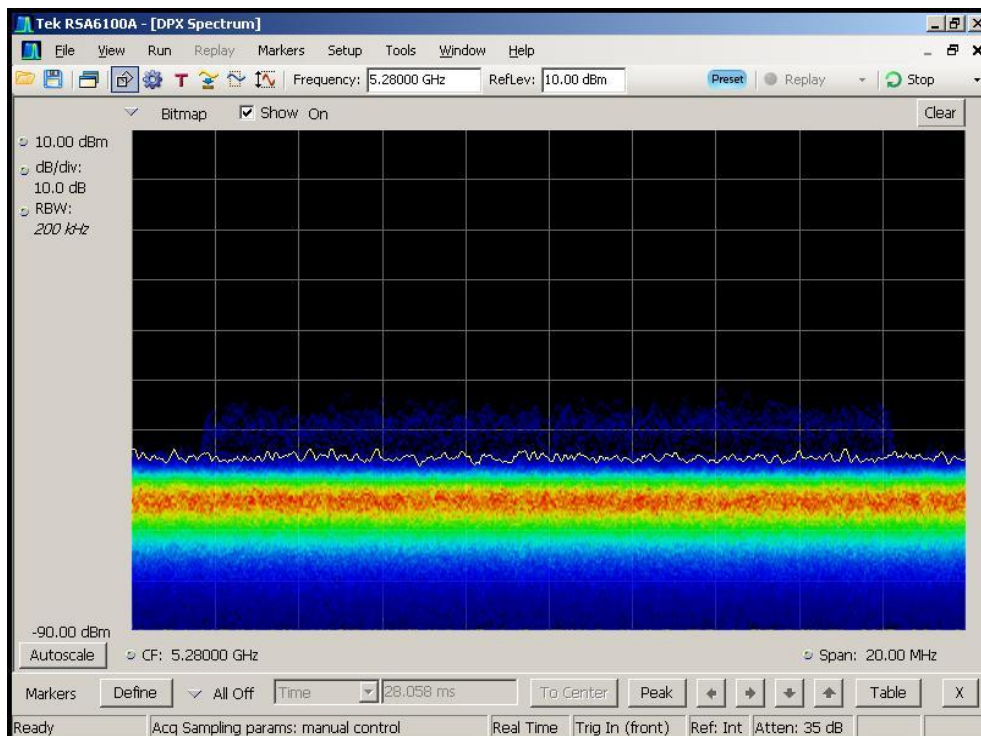 Tek RSA6100A - [DPX Spectrum]
File View Run Replay Markers Setup Tools Window Help
Frequency: 5.28000 GHz RefLev: 10.00 dBm Preset Replay Stop
Bitmap Show On Clear
10.00 dBm
dB/div:
10.0 dB
RBW:
200 kHz
-90.00 dBm
Autoscale CF: 5.28000 GHz Span: 20.00 MHz
Markers Define All Off Time 28.058 ms To Center Peak Table X
Ready Acq Sampling params: manual control Real Time Trig In (front) Ref: Int Atten: 35 dB